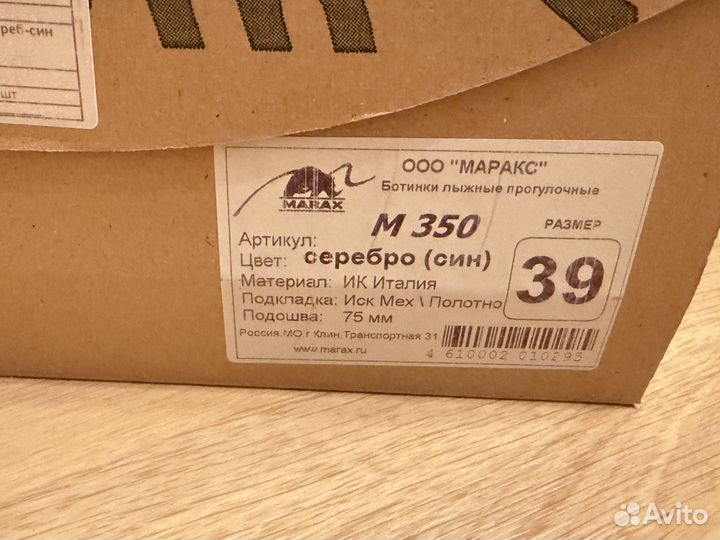 реб-син
шт
ООО "МАРАКС"
Ботинки лыжные прогулочные
MARAX
Артикул: M 350
РАЗМЕР
Цвет: серебро (син)
39
Материал: ИК Италия
Подкладка: Иск Мех \ Полотно
Подошва: 75 мм
Россия,МО,г Клин,Транспортная 31
www.marax.ru
4 610002 010295
Avito